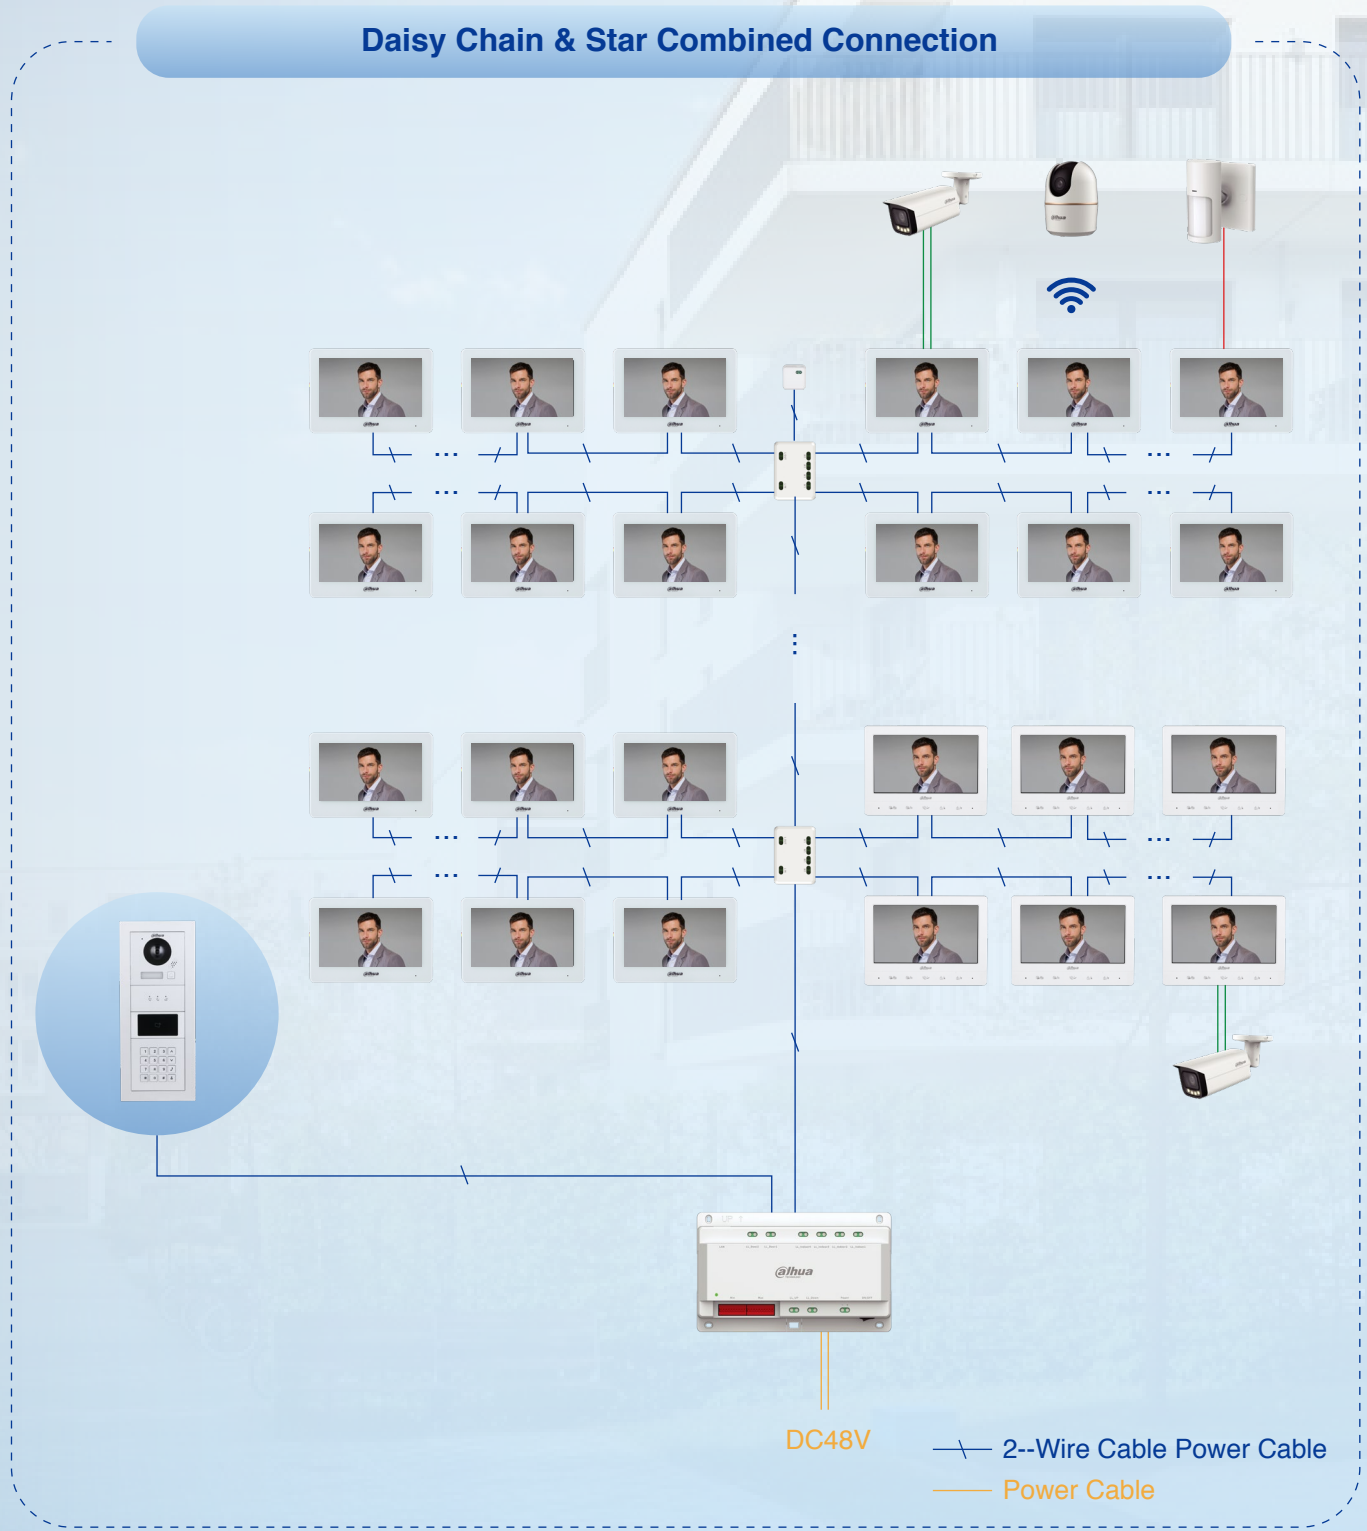 Daisy Chain & Star Combined Connection
alhua
DC48V
2--Wire Cable Power Cable
Power Cable